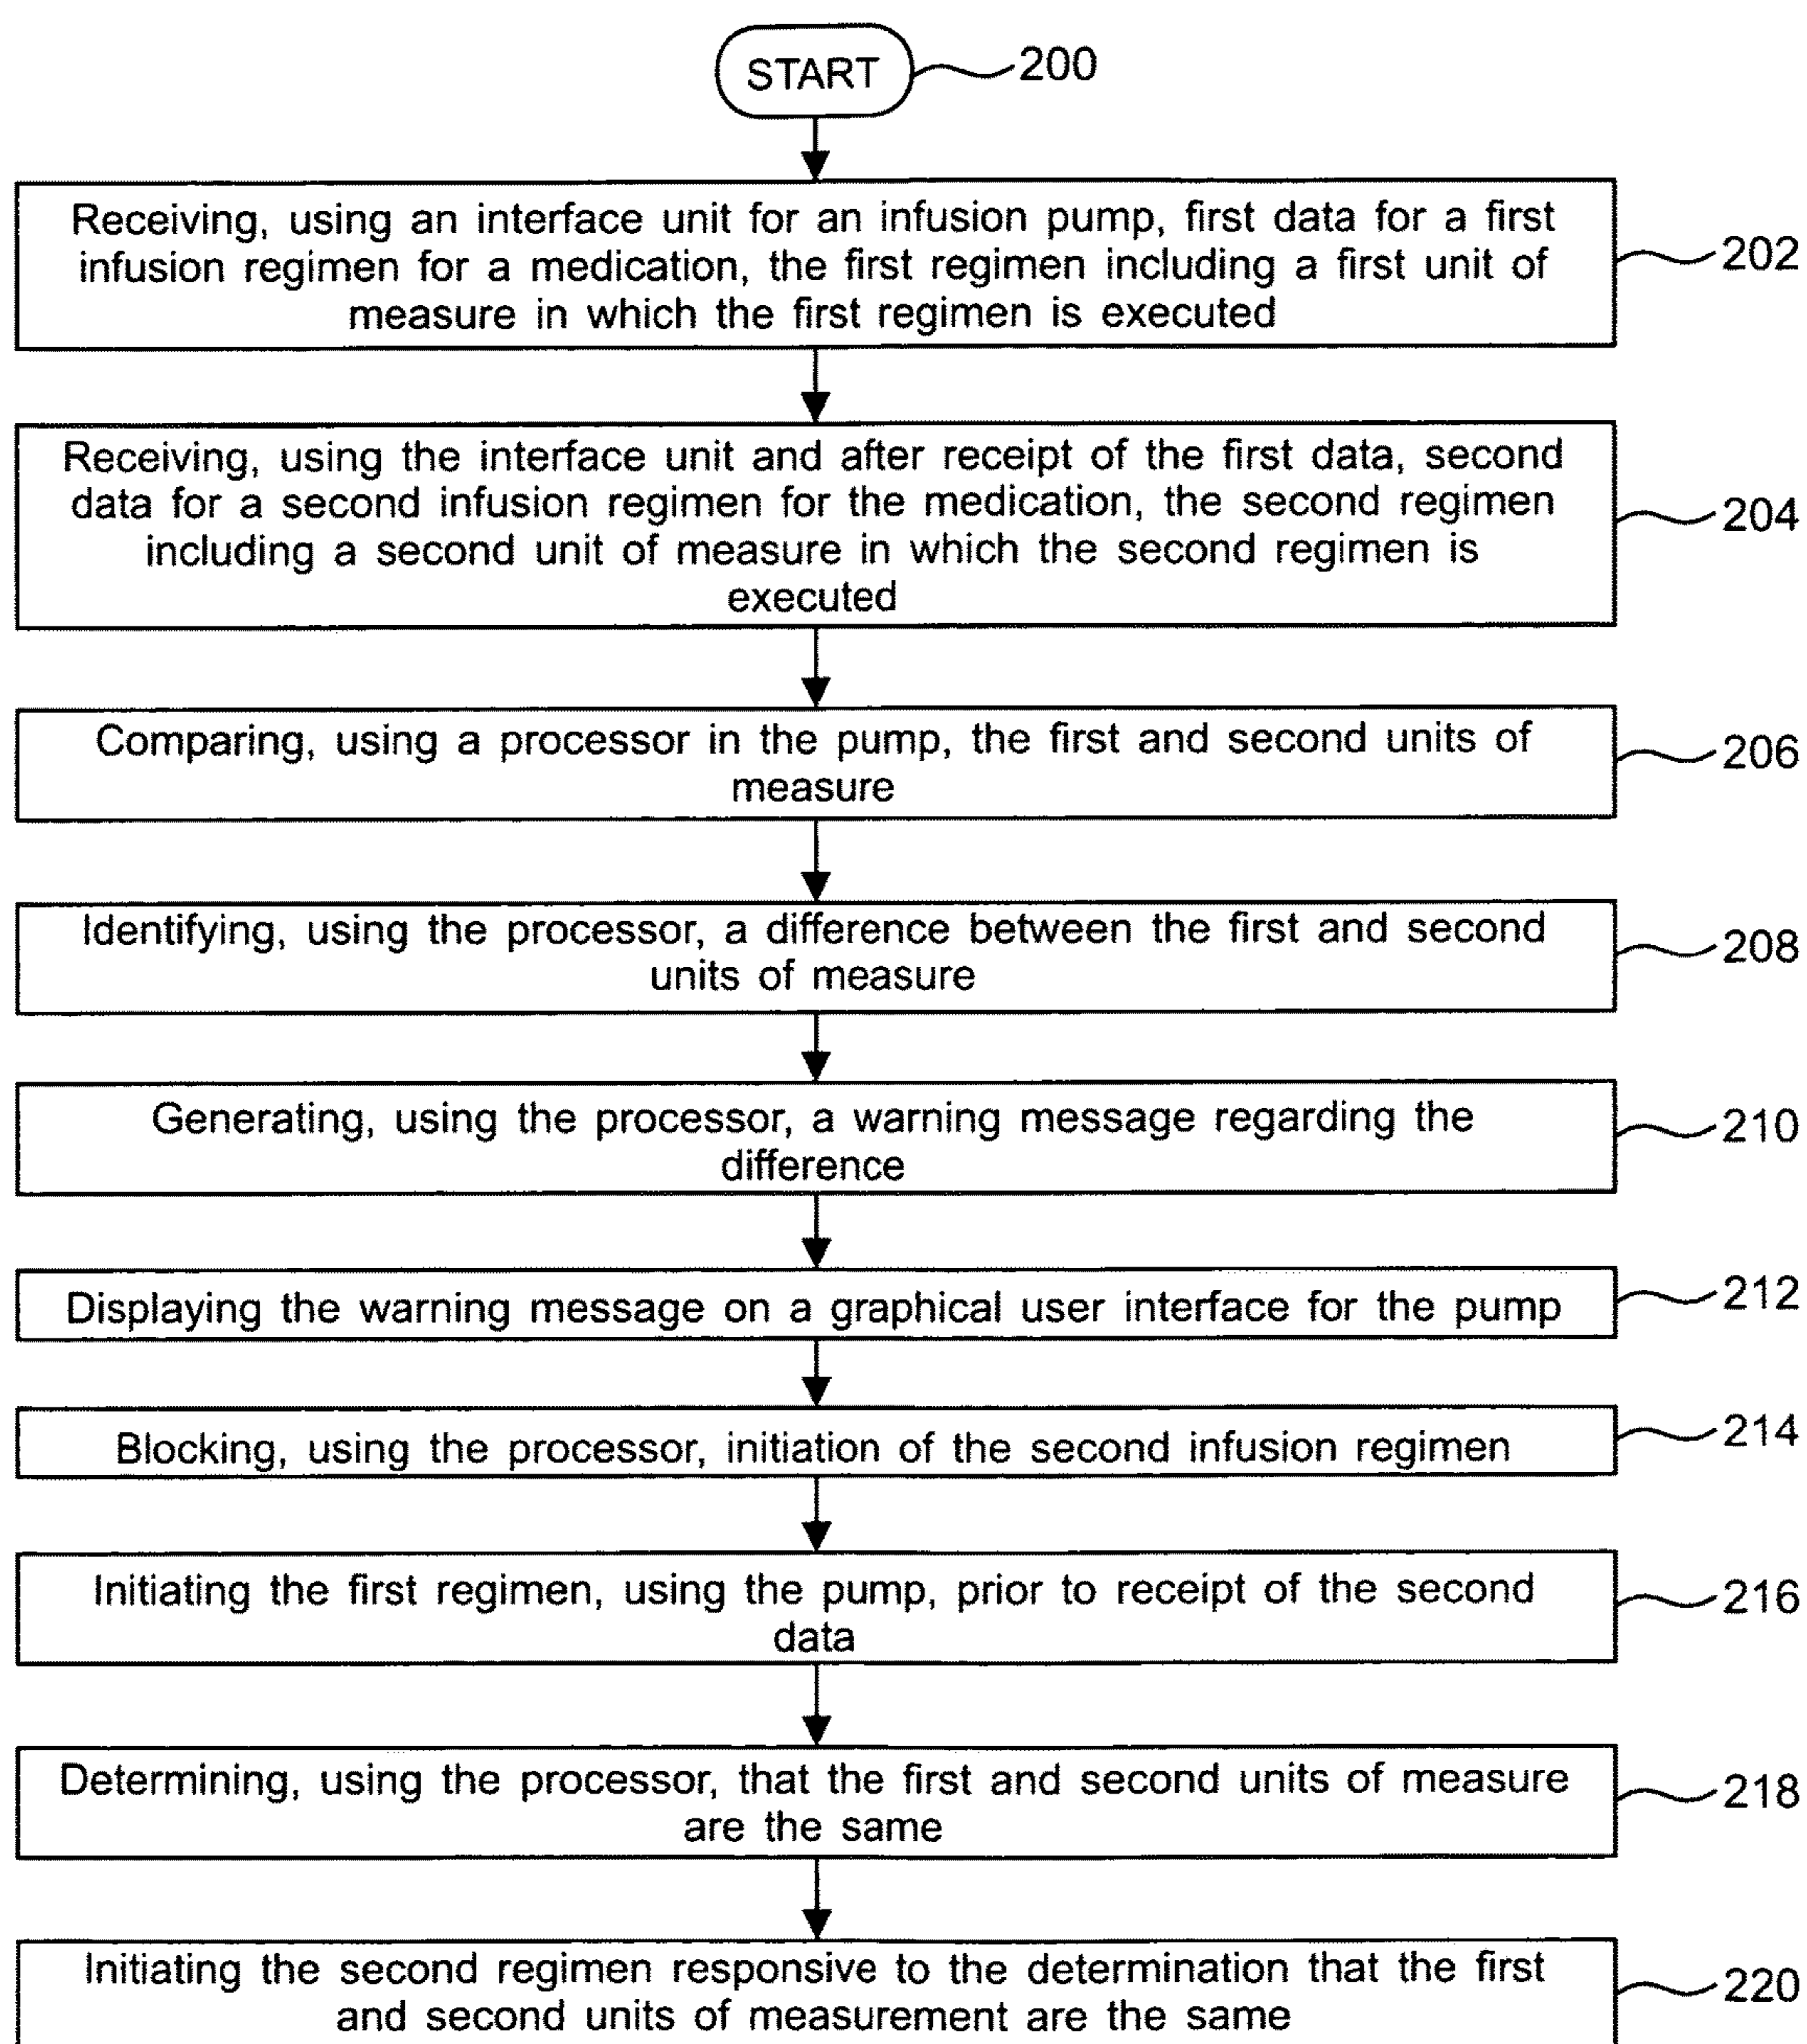 START
200
Receiving, using an interface unit for an infusion pump, first data for a first
infusion regimen for a medication, the first regimen including a first unit of
measure in which the first regimen is executed
202
Receiving, using the interface unit and after receipt of the first data, second
data for a second infusion regimen for the medication, the second regimen
including a second unit of measure in which the second regimen is
executed
204
Comparing, using a processor in the pump, the first and second units of
measure
206
Identifying, using the processor, a difference between the first and second
units of measure
208
Generating, using the processor, a warning message regarding the
difference
210
Displaying the warning message on a graphical user interface for the pump
212
Blocking, using the processor, initiation of the second infusion regimen
214
Initiating the first regimen, using the pump, prior to receipt of the second
data
216
Determining, using the processor, that the first and second units of measure
are the same
218
Initiating the second regimen responsive to the determination that the first
and second units of measurement are the same
220